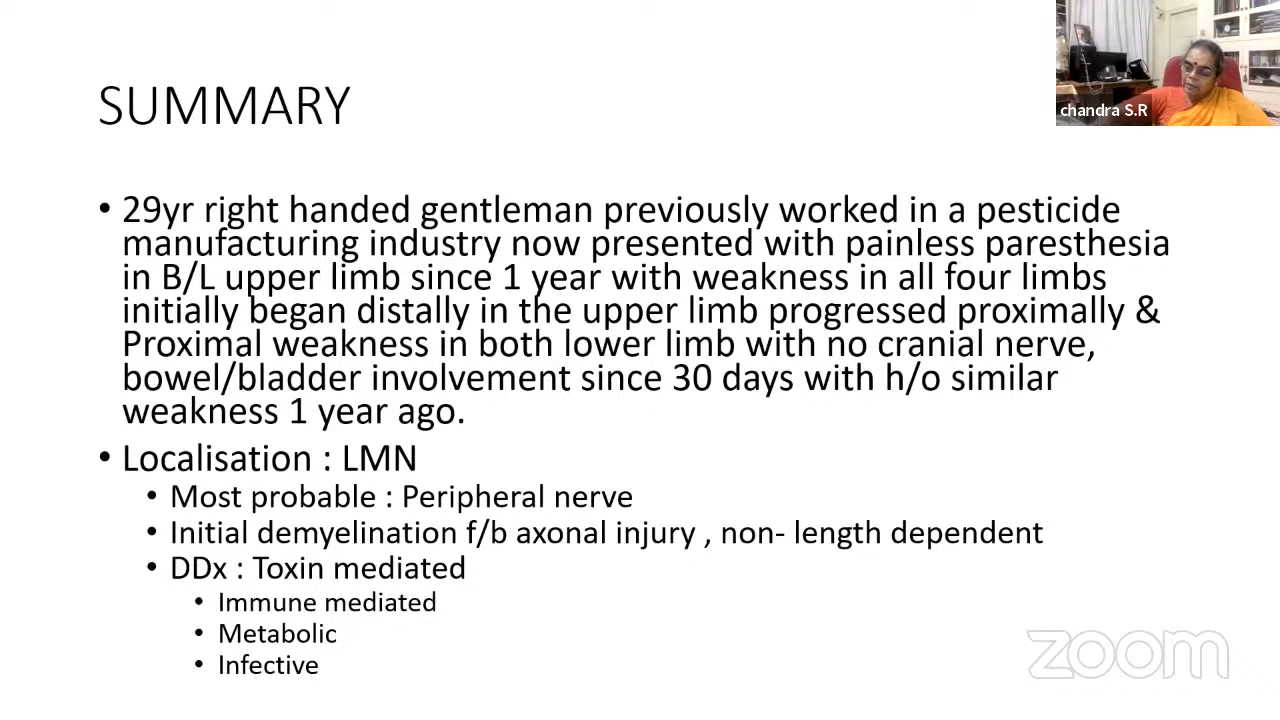 SUMMARY
chandra S.R
• 29yr right handed gentleman previously worked in a pesticide
manufacturing industry now presented with painless paresthesia
in B/L upper limb since 1 year with weakness in all four limbs
initially began distally in the upper limb progressed proximally &
Proximal weakness in both lower limb with no cranial nerve,
bowel/bladder involvement since 30 days with h/o similar
weakness 1 year ago.
• Localisation : LMN
• Most probable : Peripheral nerve
• Initial demyelination f/b axonal injury , non- length dependent
• DDx : Toxin mediated
• Immune mediated
• Metabolic
• Infective
zoom